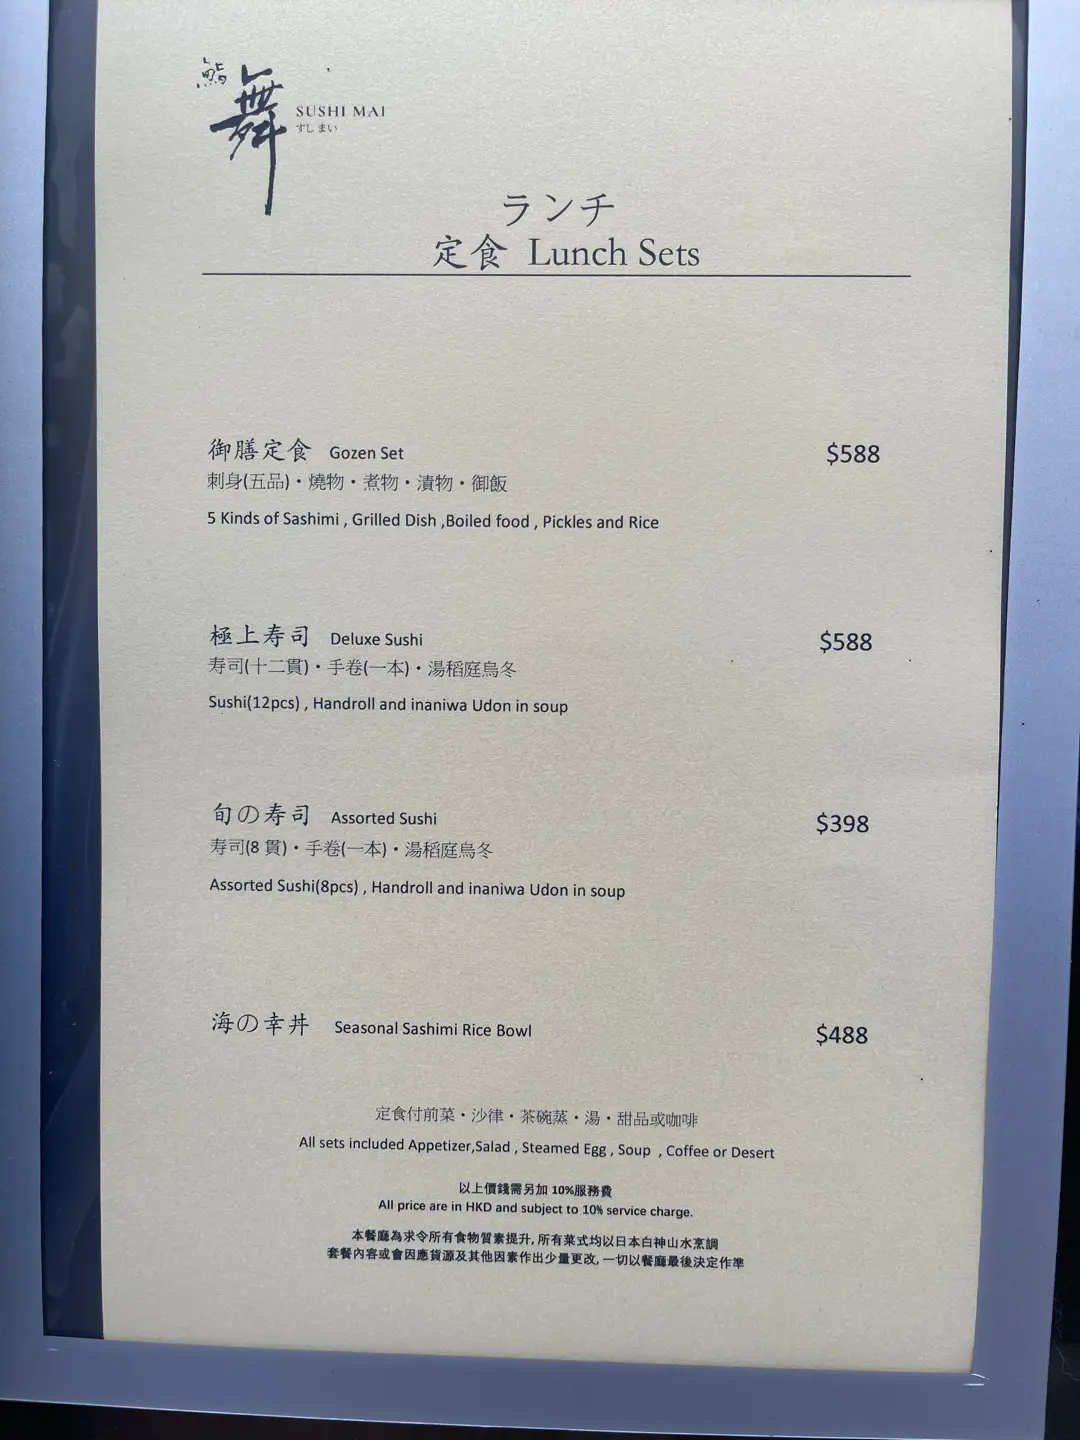 鮨
舞
SUSHI MAI
すし まい
ランチ
定食 Lunch Sets
御膳定食 Gozen Set $588
刺身(五品)・燒物・煮物・漬物・御飯
5 Kinds of Sashimi , Grilled Dish ,Boiled food , Pickles and Rice
極上寿司 Deluxe Sushi $588
寿司(十二貫)・手卷(一本)・湯稻庭烏冬
Sushi(12pcs) , Handroll and inaniwa Udon in soup
旬の寿司 Assorted Sushi $398
寿司(8 貫)・手卷(一本)・湯稻庭烏冬
Assorted Sushi(8pcs) , Handroll and inaniwa Udon in soup
海の幸丼 Seasonal Sashimi Rice Bowl $488
定食付前菜・沙律・茶碗蒸・湯・甜品或咖啡
All sets included Appetizer,Salad , Steamed Egg , Soup , Coffee or Desert
以上價錢需另加 10%服務費
All price are in HKD and subject to 10% service charge.
本餐廳為求令所有食物質素提升, 所有菜式均以日本白神山水烹調
套餐內容或會因應貨源及其他因素作出少量更改, 一切以餐廳最後決定作準